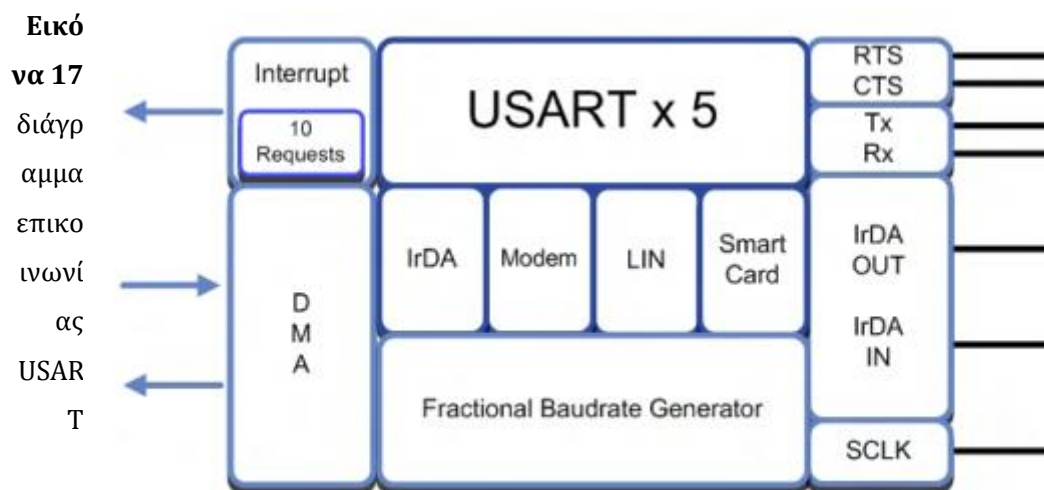 Εικό
να 17
διάγρ
αμμα
επικο
ινωνί
ας
USAR
T
Interrupt
10
Requests
USART x 5
RTS
CTS
Tx
Rx
D
M
A
IrDA
Modem
LIN
Smart
Card
IrDA
OUT
IrDA
IN
Fractional Baudrate Generator
SCLK